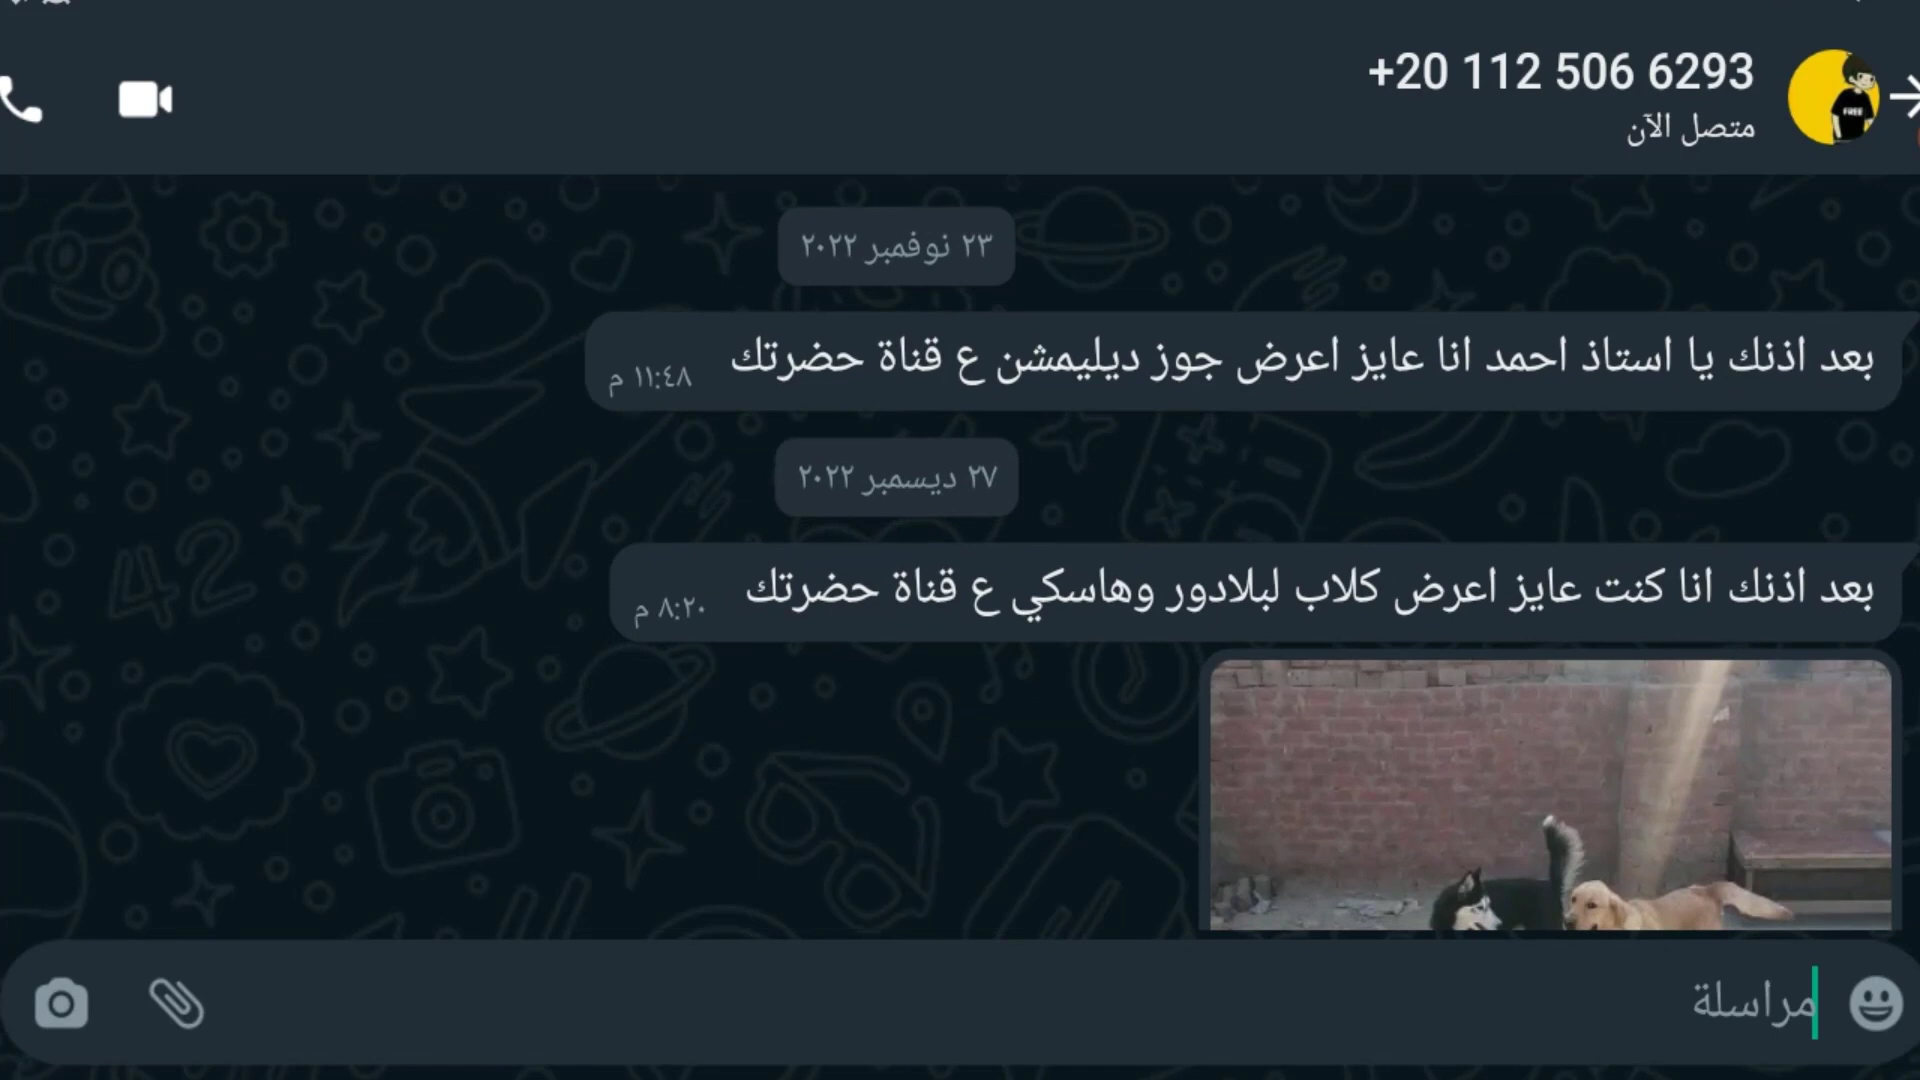 +20 112 506 6293
متصل الآن
FREE
٢٣ نوفمبر ٢٠٢٢
بعد اذنك يا استاذ احمد انا عايز اعرض جوز ديليمشن ع قناة حضرتك
١١:٤٨ م
٢٧ ديسمبر ٢٠٢٢
بعد اذنك انا كنت عايز اعرض كلاب لبلادور وهاسكي ع قناة حضرتك
٨:٢٠ م
مراسلة